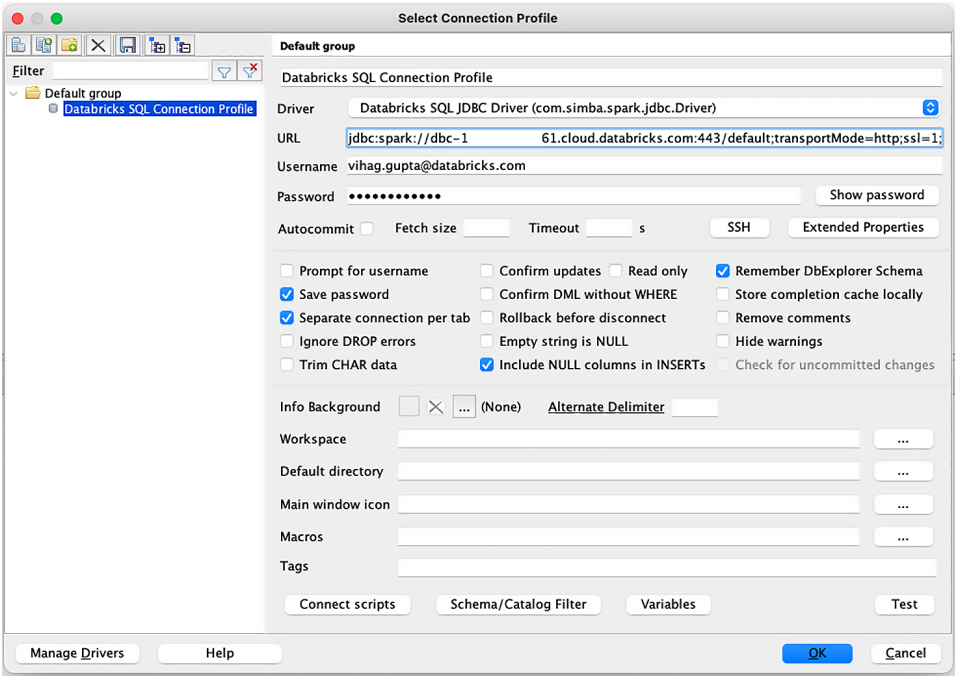 Select Connection Profile
Default group
Filter
Default group
Databricks SQL Connection Profile
Databricks SQL Connection Profile
Driver Databricks SQL JDBC Driver (com.simba.spark.jdbc.Driver)
URL jdbc:spark://dbc-1 61.cloud.databricks.com:443/default;transportMode=http;ssl=1;
Username vihag.gupta@databricks.com
Password •••••••••••• Show password
Autocommit Fetch size Timeout s SSH Extended Properties
Prompt for username Confirm updates Read only Remember DbExplorer Schema
Save password Confirm DML without WHERE Store completion cache locally
Separate connection per tab Rollback before disconnect Remove comments
Ignore DROP errors Empty string is NULL Hide warnings
Trim CHAR data Include NULL columns in INSERTs Check for uncommitted changes
Info Background ... (None) Alternate Delimiter
Workspace ...
Default directory ...
Main window icon ...
Macros ...
Tags
Connect scripts Schema/Catalog Filter Variables Test
Manage Drivers Help OK Cancel